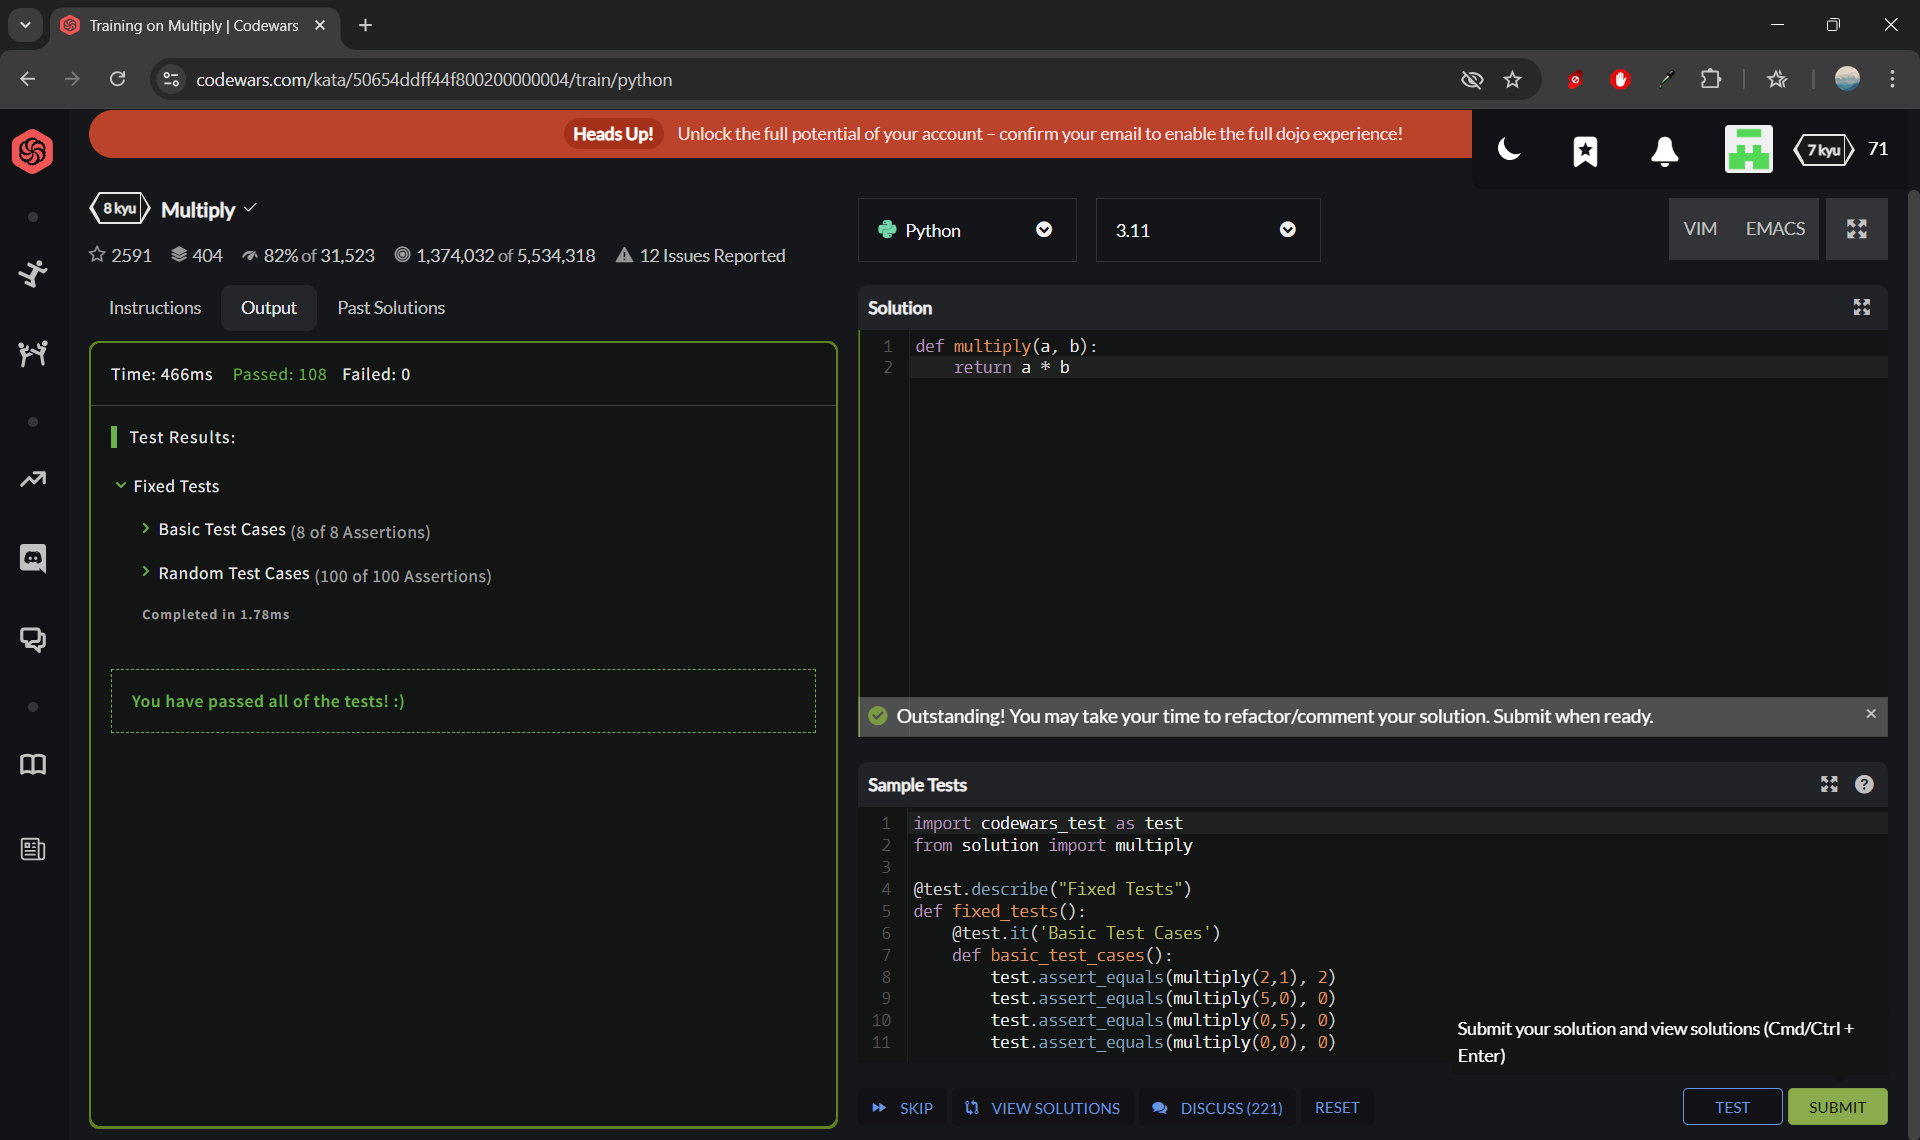 Training on Multiply | Codewars
codewars.com/kata/50654ddff44f800200000004/train/python
Heads Up! Unlock the full potential of your account – confirm your email to enable the full dojo experience!
7 kyu 71
8 kyu Multiply
2591 404 82% of 31,523 1,374,032 of 5,534,318 12 Issues Reported
Python 3.11 VIM EMACS
Instructions Output Past Solutions
Time: 466ms Passed: 108 Failed: 0
Test Results:
Fixed Tests
Basic Test Cases (8 of 8 Assertions)
Random Test Cases (100 of 100 Assertions)
Completed in 1.78ms
You have passed all of the tests! :)
Solution
1 def multiply(a, b):
2     return a * b
Outstanding! You may take your time to refactor/comment your solution. Submit when ready.
Sample Tests
1 import codewars_test as test
2 from solution import multiply
3
4 @test.describe("Fixed Tests")
5 def fixed_tests():
6     @test.it('Basic Test Cases')
7     def basic_test_cases():
8         test.assert_equals(multiply(2,1), 2)
9         test.assert_equals(multiply(5,0), 0)
10         test.assert_equals(multiply(0,5), 0)
11         test.assert_equals(multiply(0,0), 0)
Submit your solution and view solutions (Cmd/Ctrl +
Enter)
SKIP VIEW SOLUTIONS DISCUSS (221) RESET TEST SUBMIT